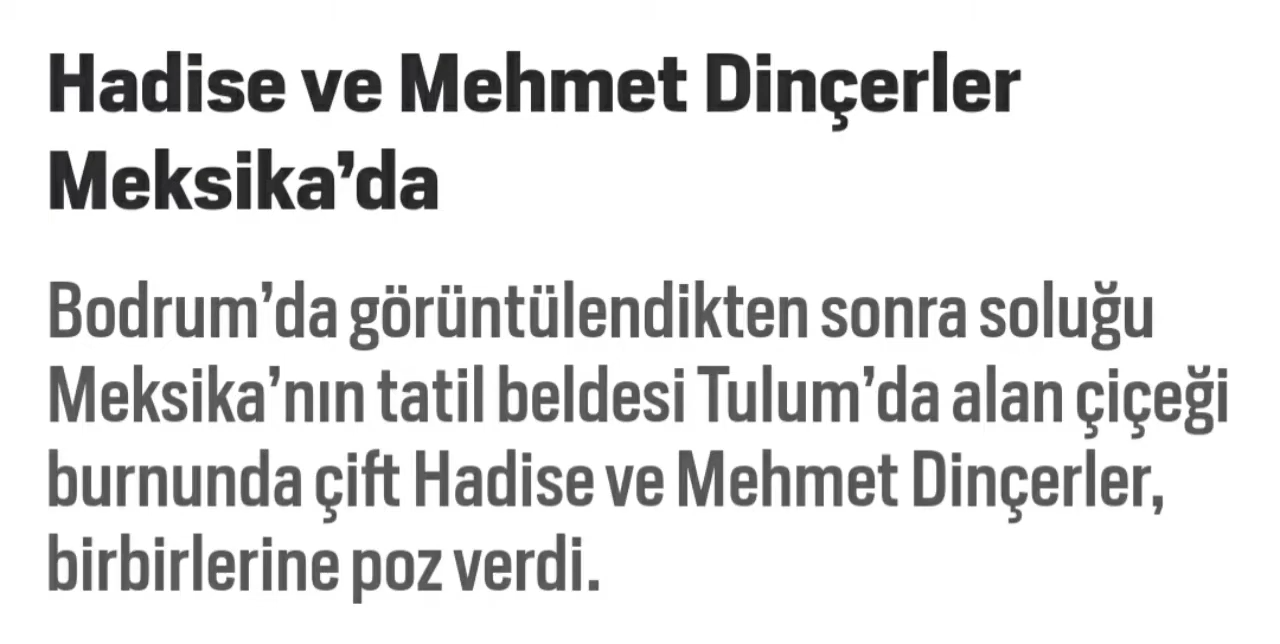 Hadise ve Mehmet Dinçerler
Meksika’da
Bodrum’da görüntülendikten sonra soluğu
Meksika’nın tatil beldesi Tulum’da alan çiçeği
burnunda çift Hadise ve Mehmet Dinçerler,
birbirlerine poz verdi.